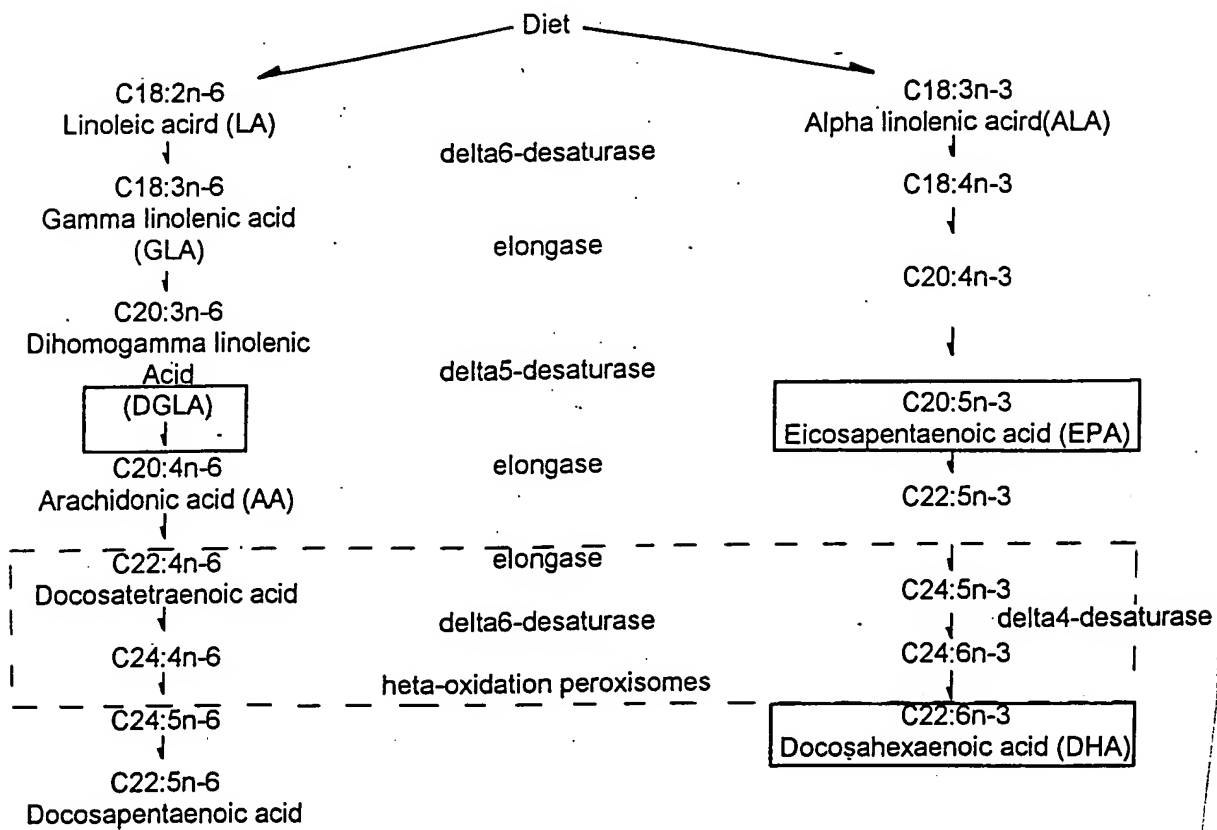 Diet
C18:2n-6
Linoleic acird (LA)
C18:3n-6
Gamma linolenic acid
(GLA)
C20:3n-6
Dihomogamma linolenic
Acid
(DGLA)
C20:4n-6
Arachidonic acid (AA)
C22:4n-6
Docosatetraenoic acid
C24:4n-6
C24:5n-6
C22:5n-6
Docosapentaenoic acid
delta6-desaturase
elongase
delta5-desaturase
elongase
elongase
delta6-desaturase
heta-oxidation peroxisomes
C18:3n-3
Alpha linolenic acird(ALA)
C18:4n-3
C20:4n-3
C20:5n-3
Eicosapentaenoic acid (EPA)
C22:5n-3
C24:5n-3
delta4-desaturase
C24:6n-3
C22:6n-3
Docosahexaenoic acid (DHA)